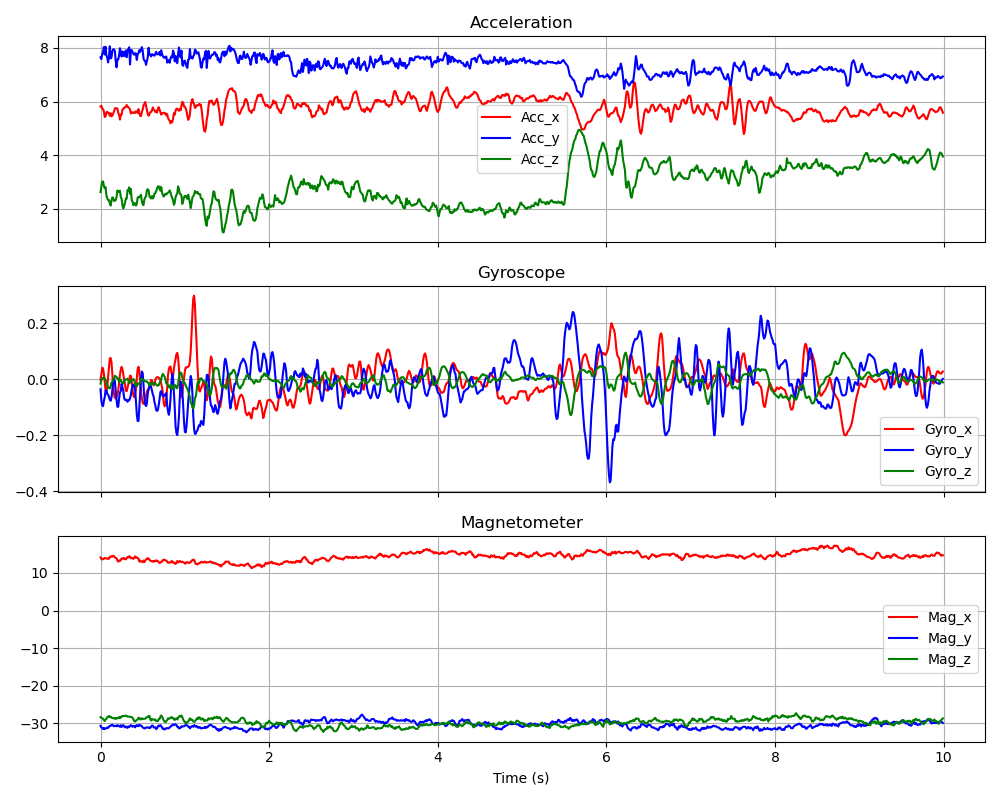 Acceleration
8
6
4
2
Acc_x
Acc_y
Acc_z
Gyroscope
0.2
0.0
−0.2
−0.4
Gyro_x
Gyro_y
Gyro_z
Magnetometer
10
0
−10
−20
−30
Mag_x
Mag_y
Mag_z
0 2 4 6 8 10
Time (s)